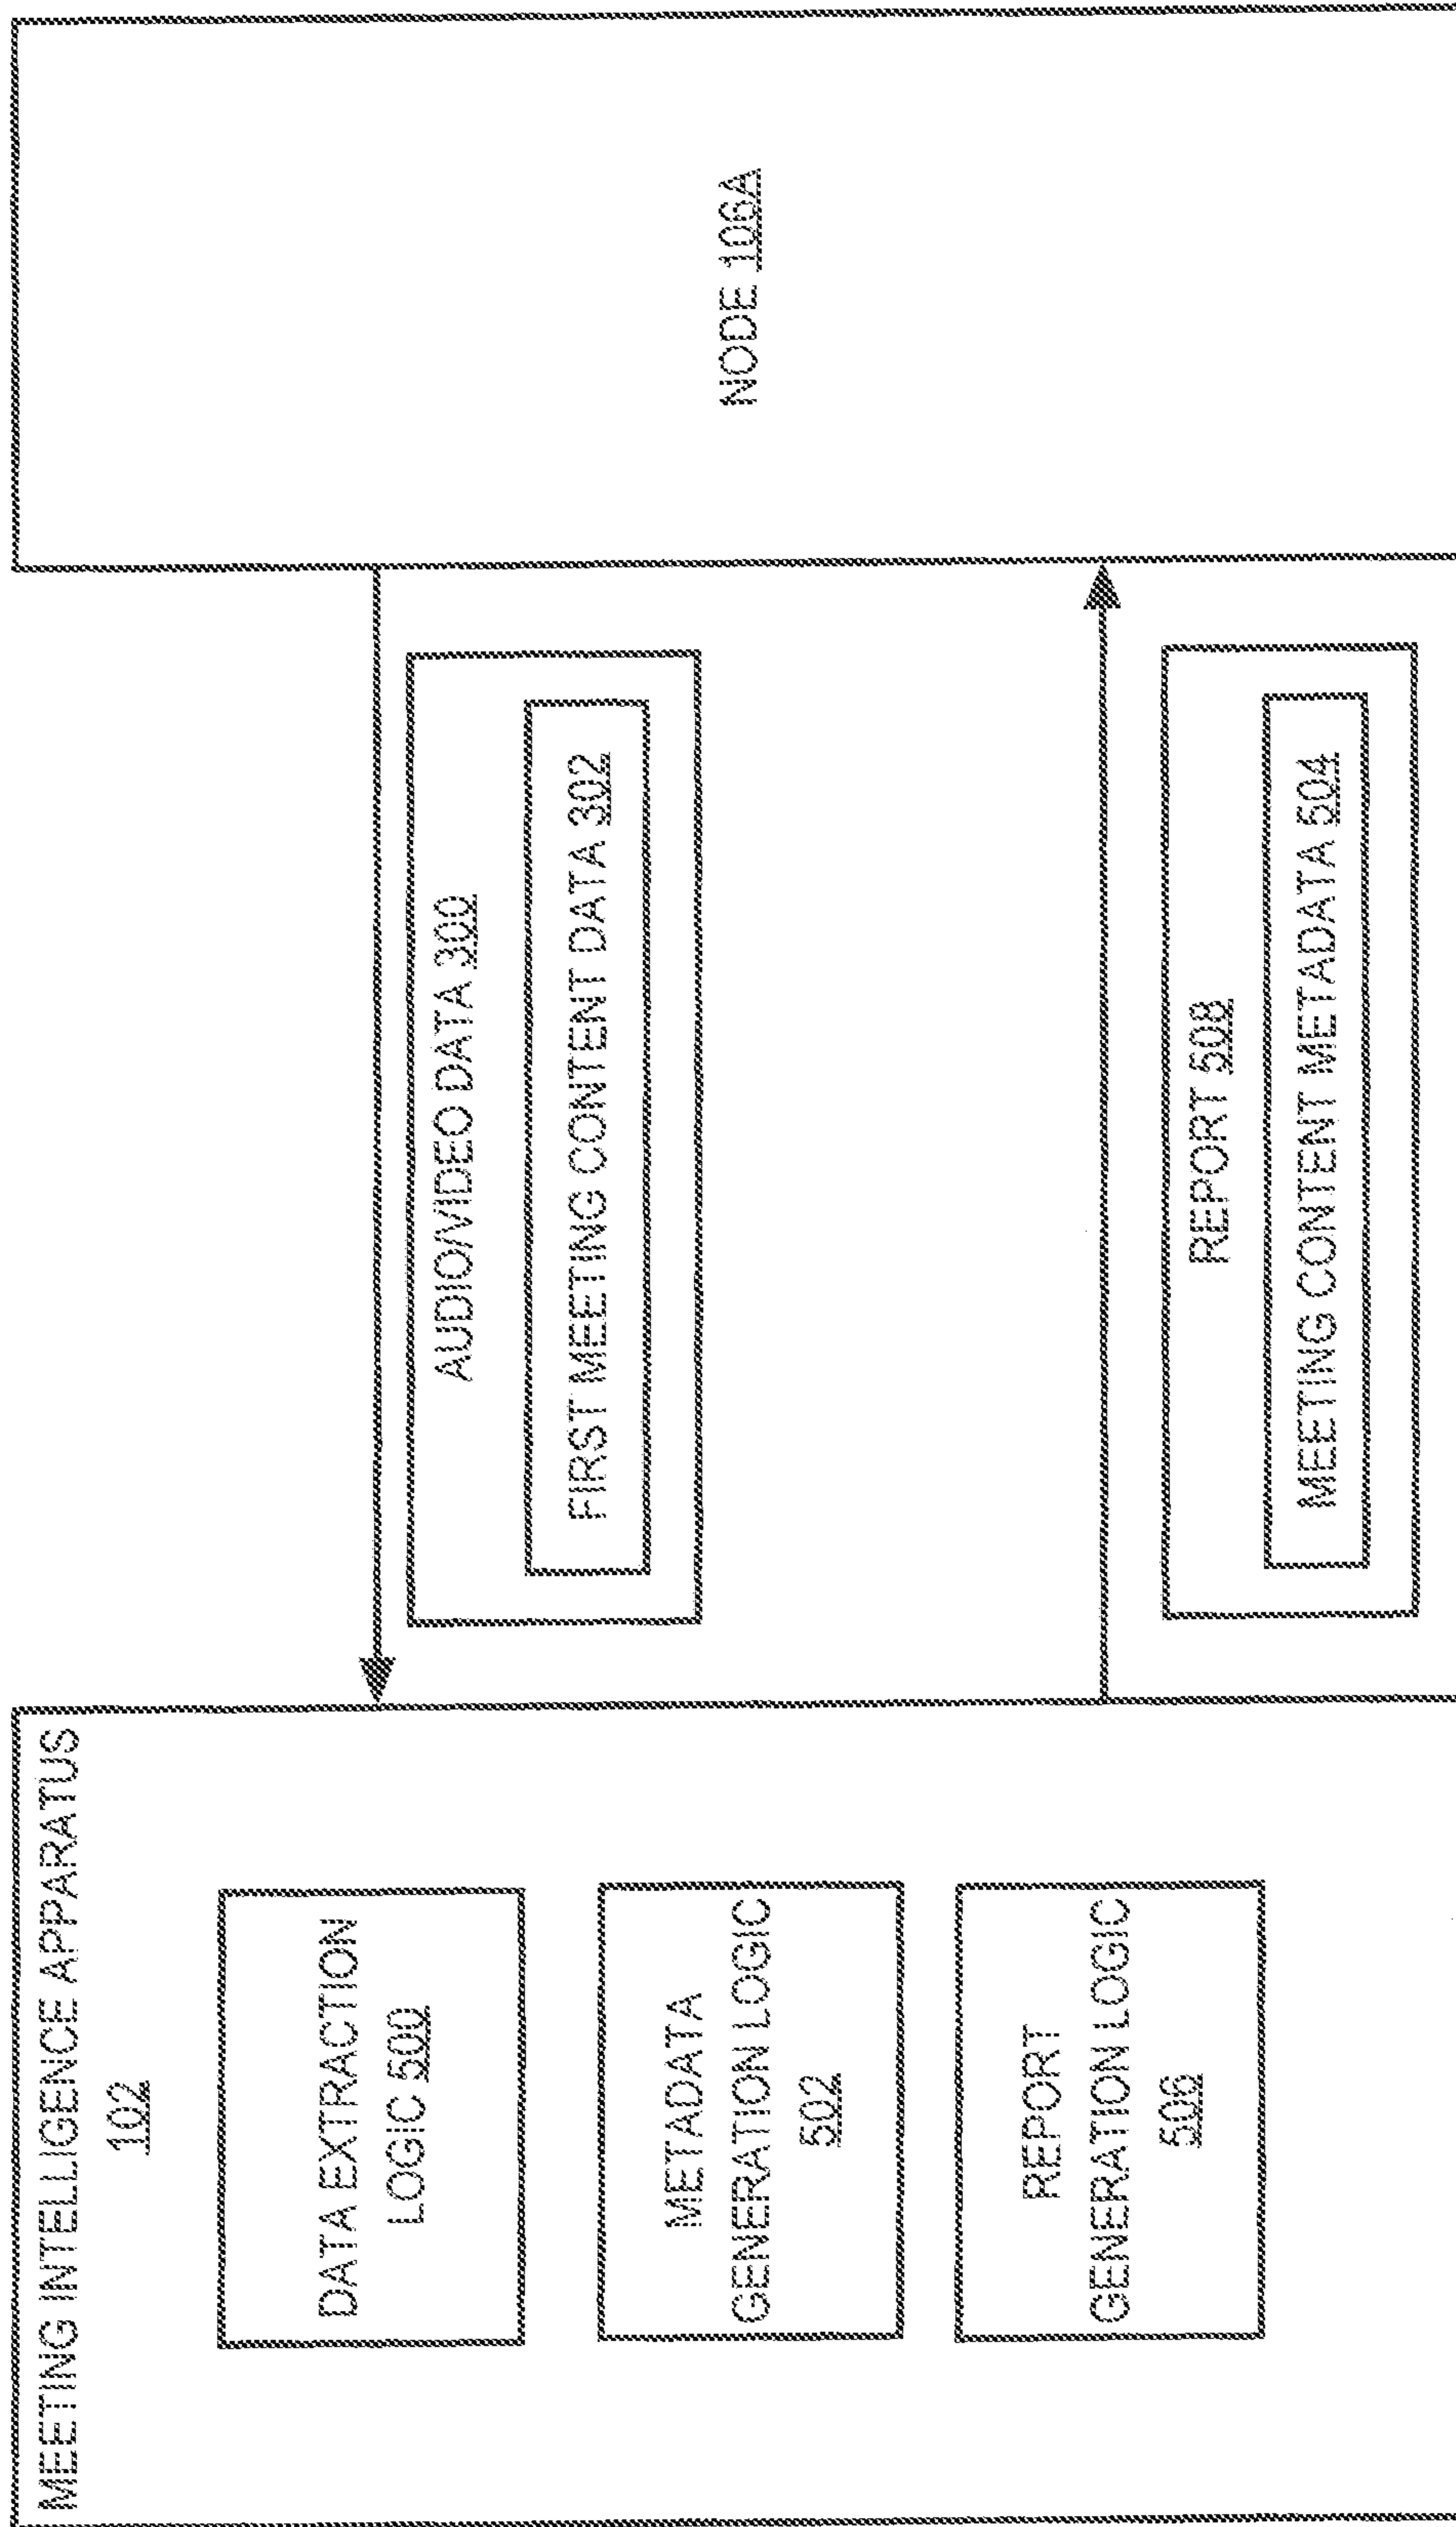 MEETING INTELLIGENCE APPARATUS
102
DATA EXTRACTION
LOGIC 500
METADATA
GENERATION LOGIC
502
REPORT
GENERATION LOGIC
506
AUDIO/VIDEO DATA 300
FIRST MEETING CONTENT DATA 302
REPORT 508
MEETING CONTENT METADATA 504
NODE 106A